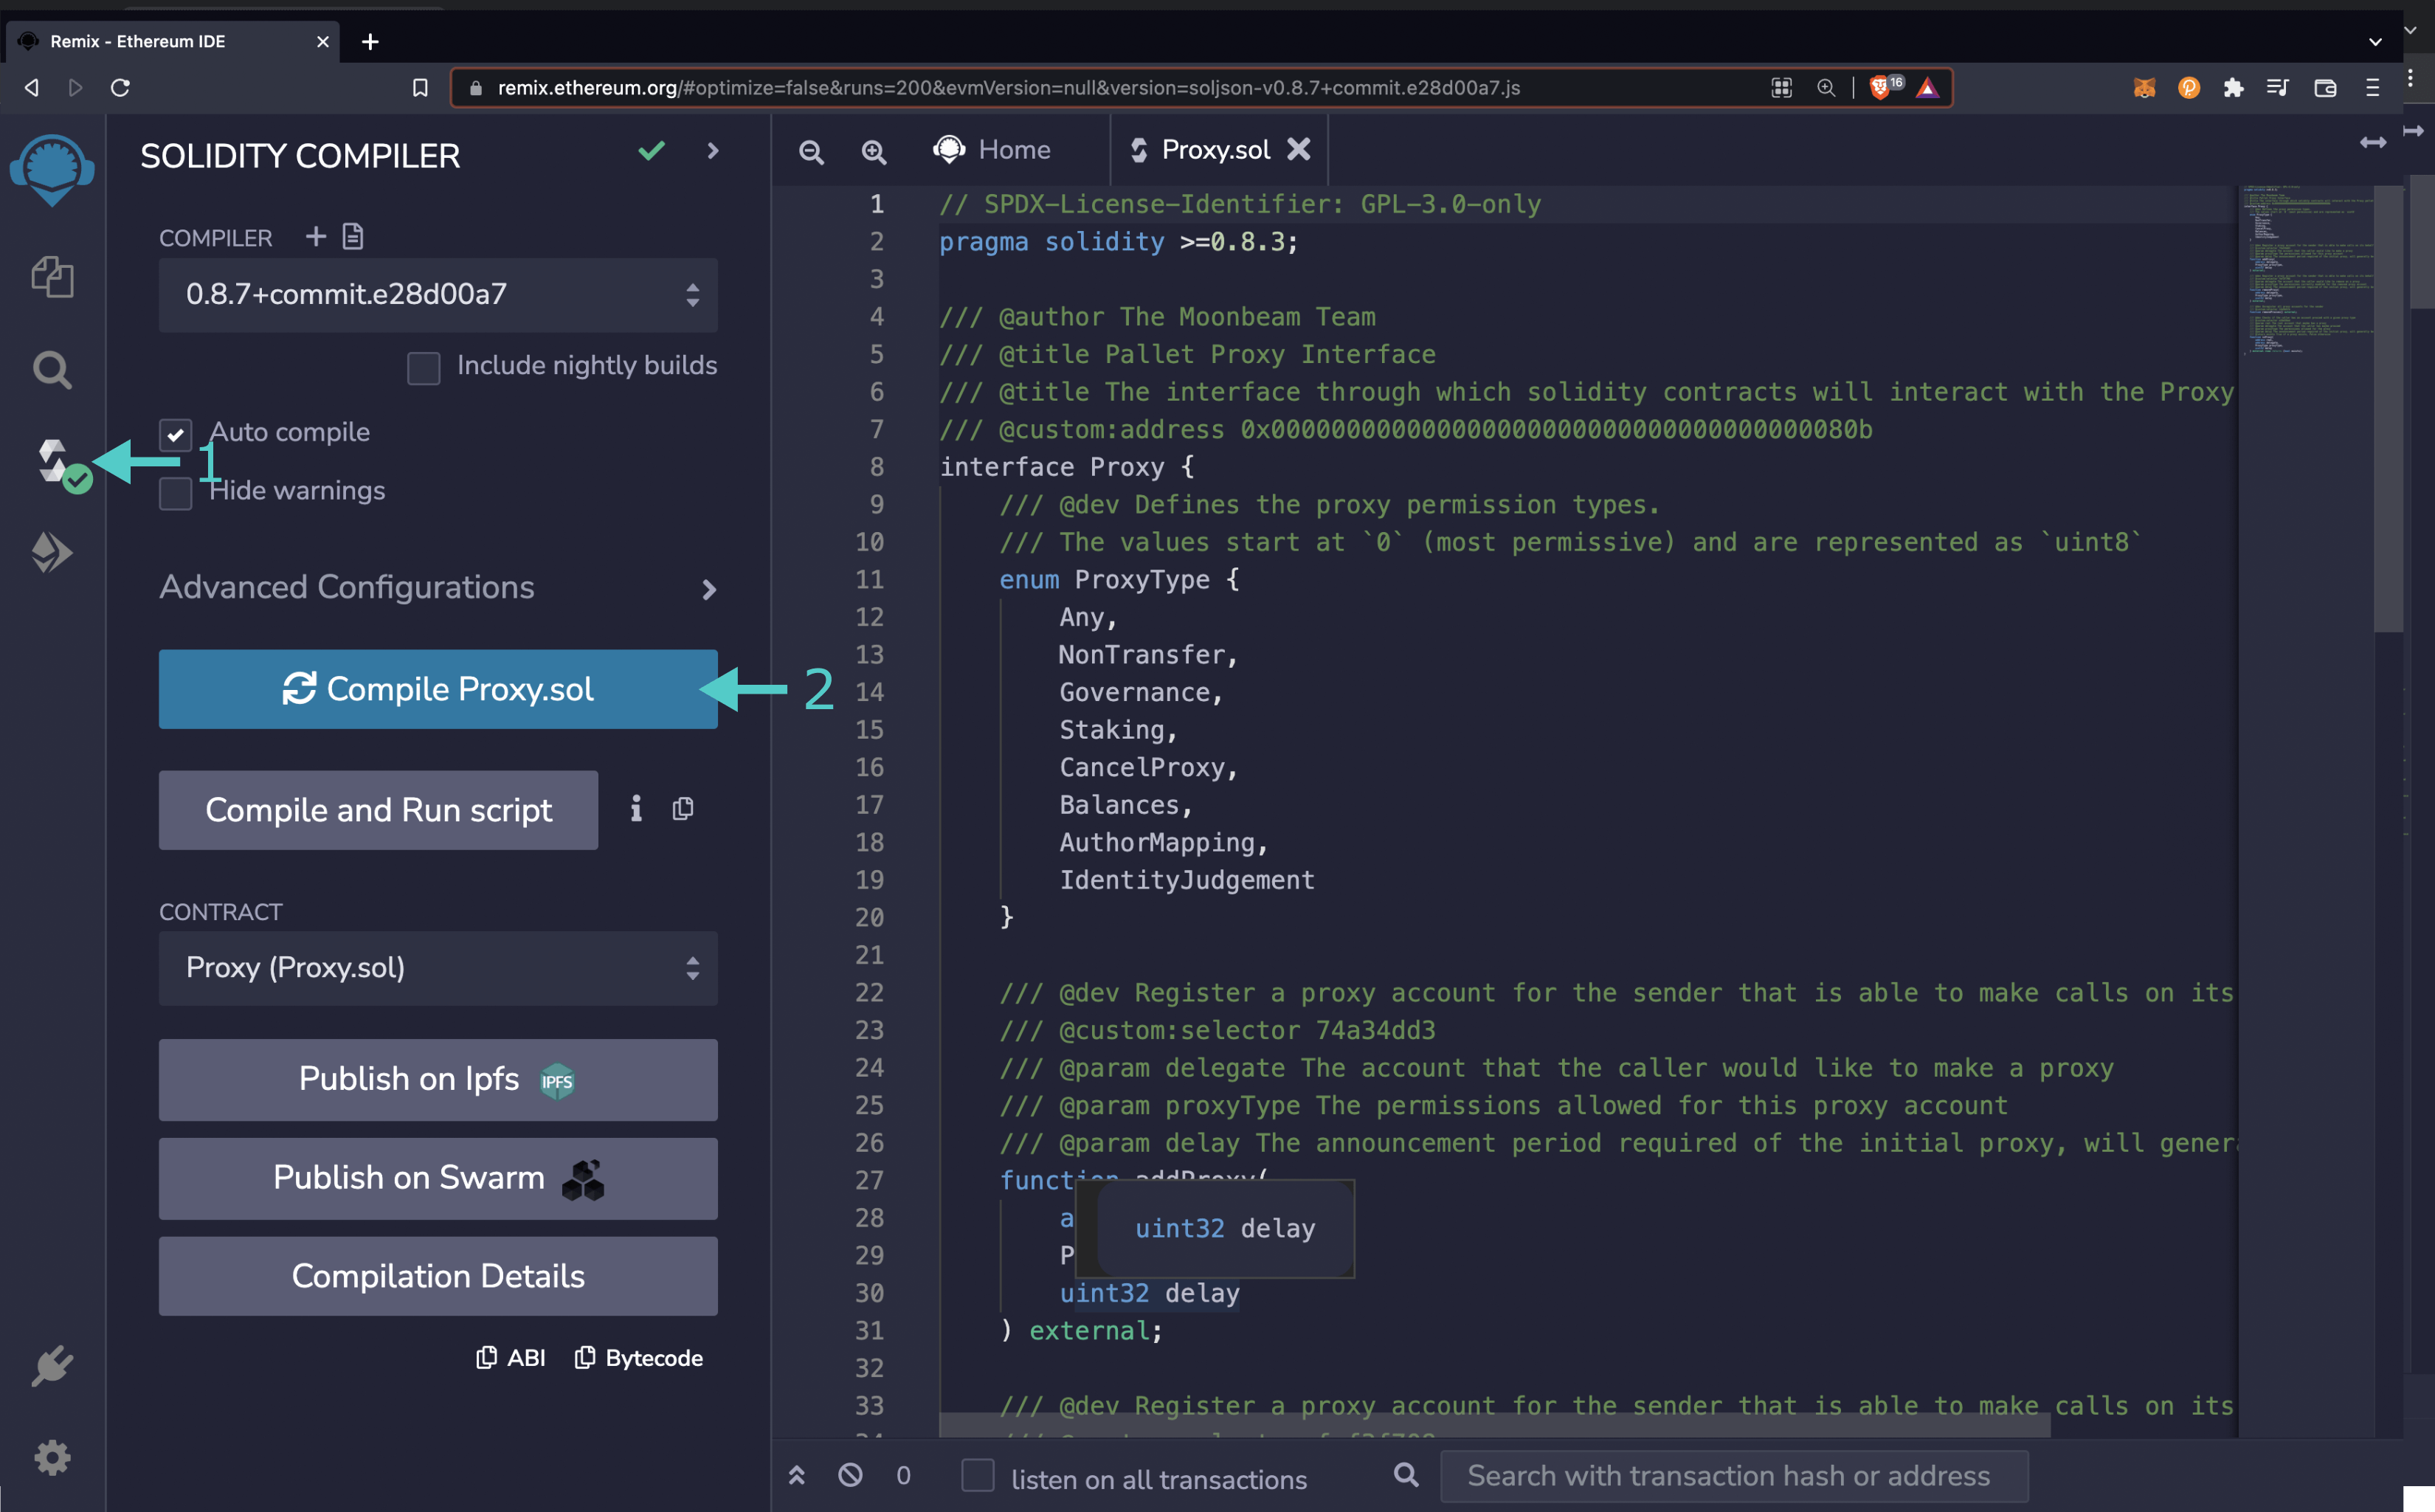 Remix - Ethereum IDE
remix.ethereum.org/#optimize=false&runs=200&evmVersion=null&version=soljson-v0.8.7+commit.e28d00a7.js
16
SOLIDITY COMPILER
COMPILER
0.8.7+commit.e28d00a7
Include nightly builds
Auto compile
1
Hide warnings
Advanced Configurations
Compile Proxy.sol
2
Compile and Run script
CONTRACT
Proxy (Proxy.sol)
Publish on Ipfs
IPFS
Publish on Swarm
Compilation Details
ABI
Bytecode
Home
Proxy.sol
1 // SPDX-License-Identifier: GPL-3.0-only
2 pragma solidity >=0.8.3;
3
4 /// @author The Moonbeam Team
5 /// @title Pallet Proxy Interface
6 /// @title The interface through which solidity contracts will interact with the Proxy
7 /// @custom:address 0x000000000000000000000000000000000000080b
8 interface Proxy {
9 /// @dev Defines the proxy permission types.
10 /// The values start at `0` (most permissive) and are represented as `uint8`
11 enum ProxyType {
12 Any,
13 NonTransfer,
14 Governance,
15 Staking,
16 CancelProxy,
17 Balances,
18 AuthorMapping,
19 IdentityJudgement
20 }
21
22 /// @dev Register a proxy account for the sender that is able to make calls on its
23 /// @custom:selector 74a34dd3
24 /// @param delegate The account that the caller would like to make a proxy
25 /// @param proxyType The permissions allowed for this proxy account
26 /// @param delay The announcement period required of the initial proxy, will gener
27 function addProxy(
28 a
uint32 delay
29 P
30 uint32 delay
31 ) external;
32
33 /// @dev Register a proxy account for the sender that is able to make calls on its
0
listen on all transactions
Search with transaction hash or address